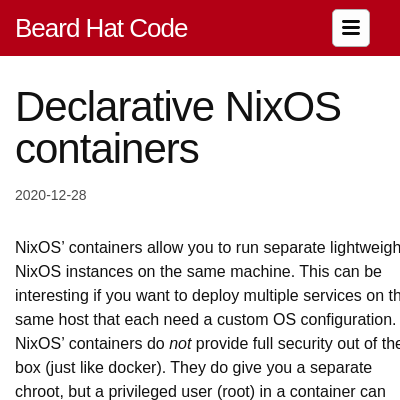 Beard Hat Code
Declarative NixOS
containers
2020-12-28
NixOS’ containers allow you to run separate lightweigh
NixOS instances on the same machine. This can be
interesting if you want to deploy multiple services on th
same host that each need a custom OS configuration.
NixOS’ containers do not provide full security out of the
box (just like docker). They do give you a separate
chroot, but a privileged user (root) in a container can